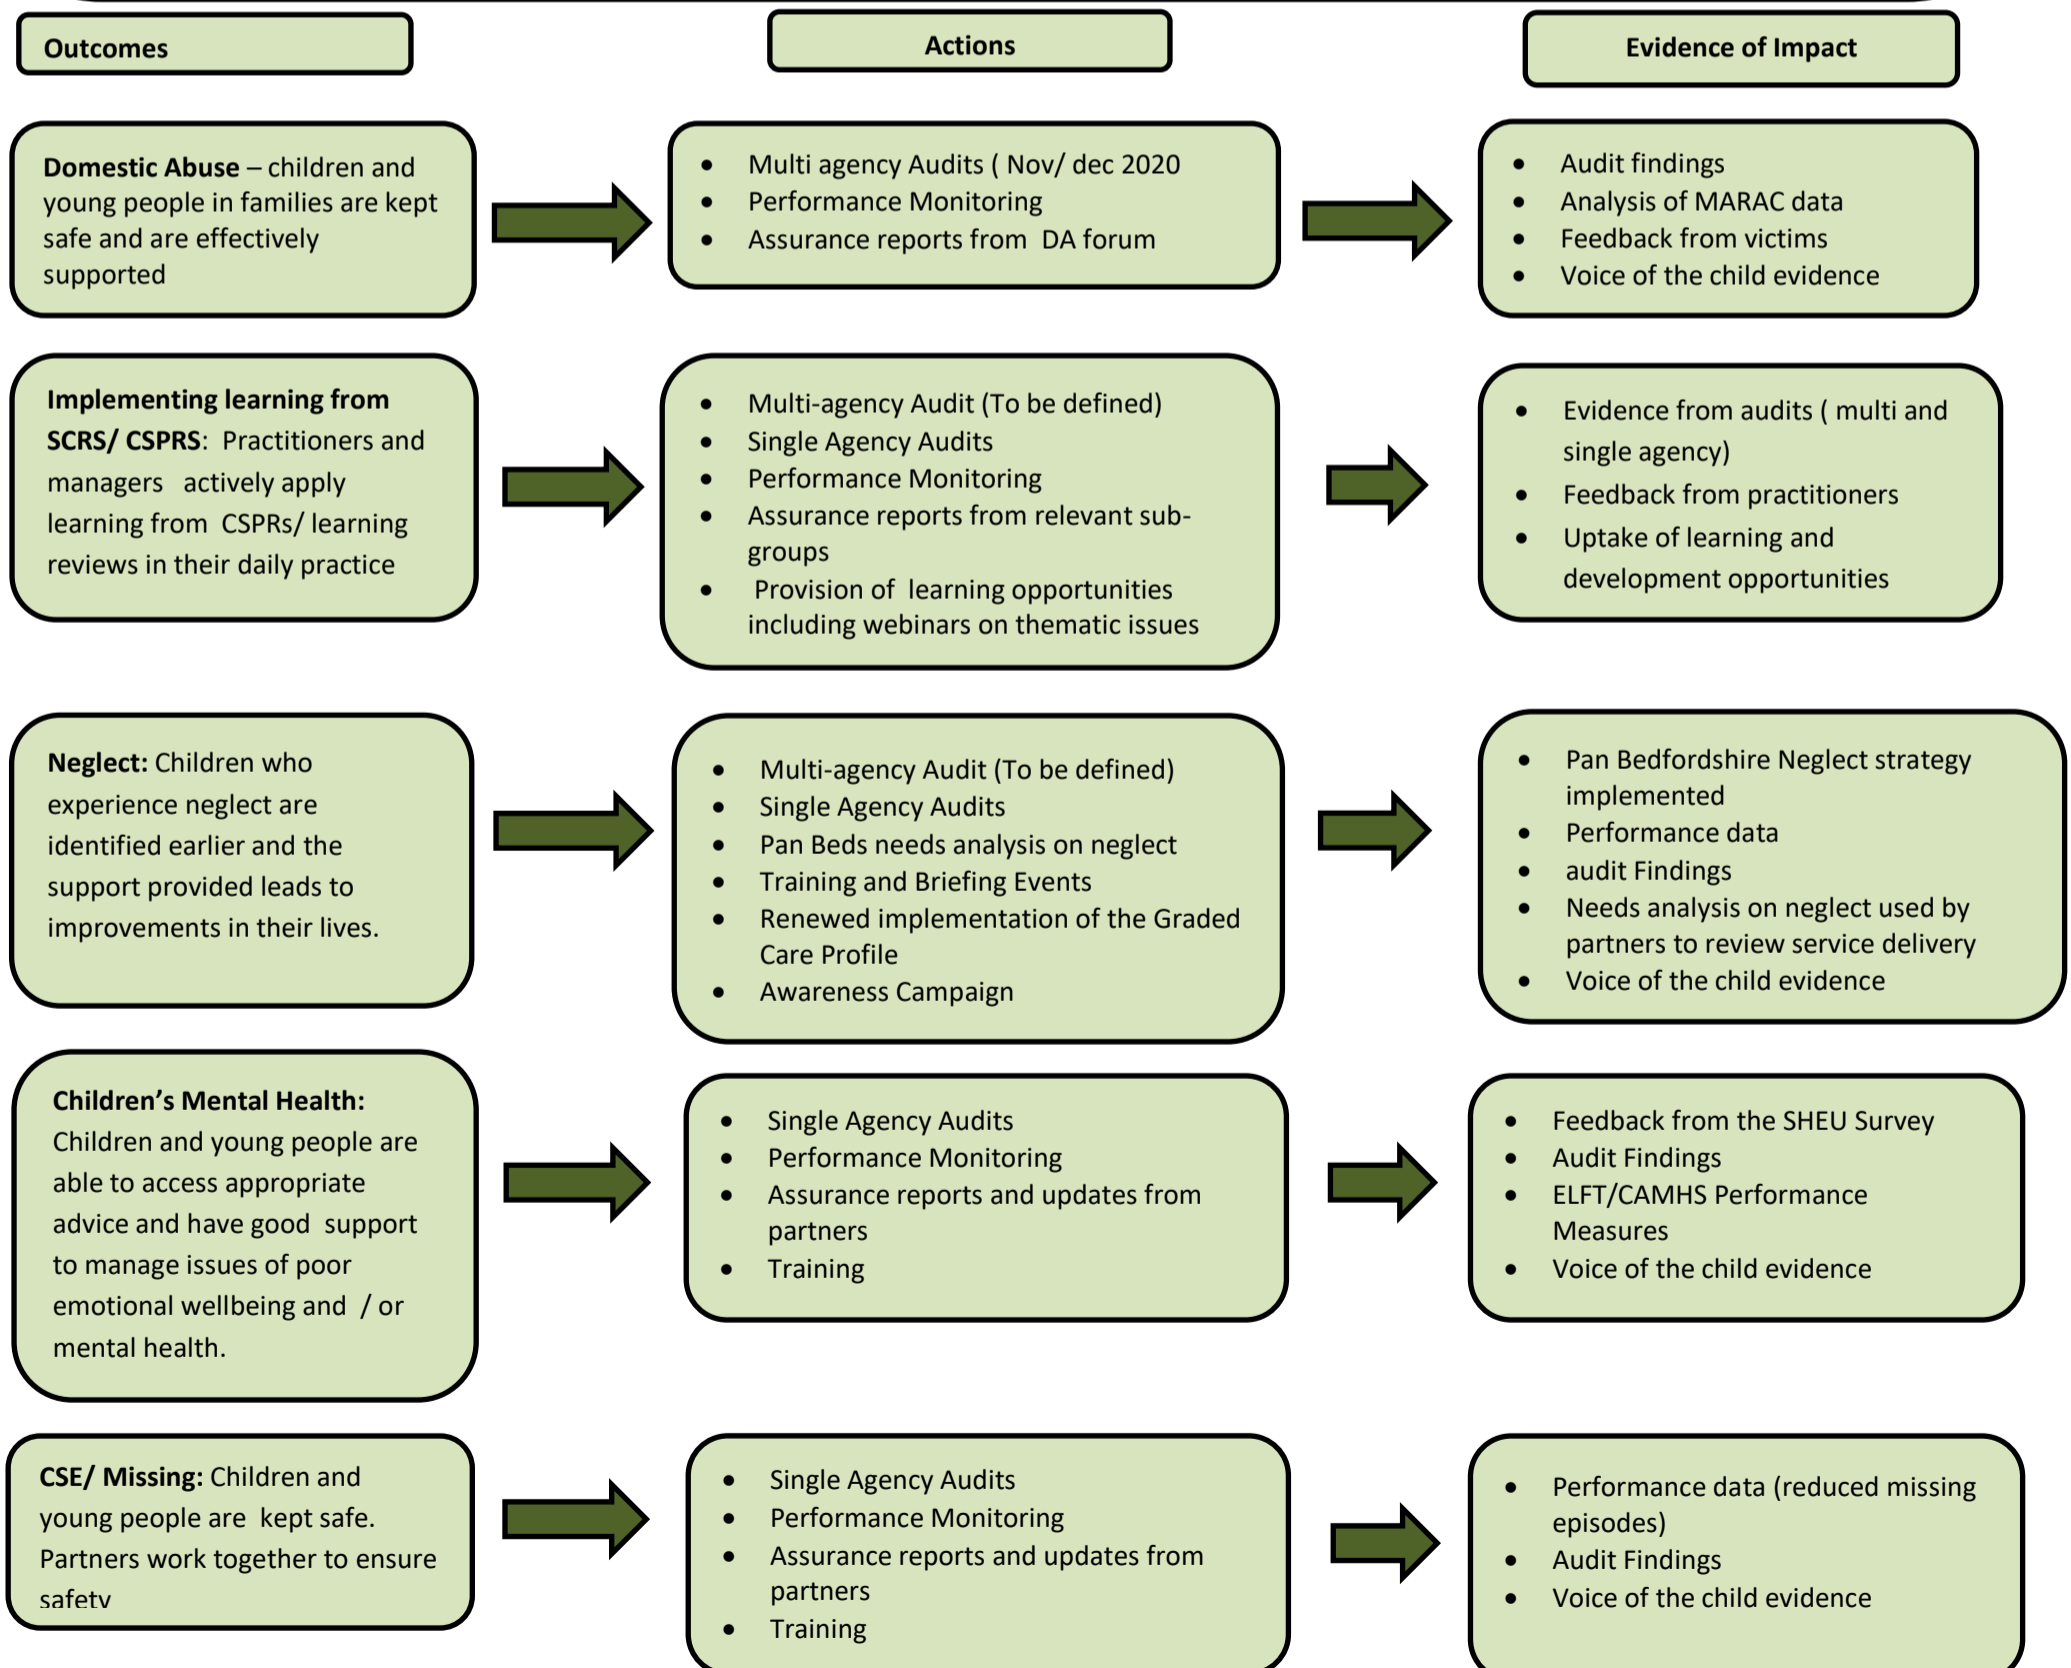 Outcomes
Actions
Evidence of Impact
Domestic Abuse – children and
young people in families are kept
safe and are effectively
supported
• Multi agency Audits ( Nov/ dec 2020
• Performance Monitoring
• Assurance reports from  DA forum
• Audit findings
• Analysis of MARAC data
• Feedback from victims
• Voice of the child evidence
Implementing learning from
SCRS/ CSPRS:  Practitioners and
managers   actively apply
learning from  CSPRs/ learning
reviews in their daily practice
• Multi-agency Audit (To be defined)
• Single Agency Audits
• Performance Monitoring
• Assurance reports from relevant sub-
groups
• Provision of  learning opportunities
including webinars on thematic issues
• Evidence from audits ( multi and
single agency)
• Feedback from practitioners
• Uptake of learning and
development opportunities
Neglect: Children who
experience neglect are
identified earlier and the
support provided leads to
improvements in their lives.
• Multi-agency Audit (To be defined)
• Single Agency Audits
• Pan Beds needs analysis on neglect
• Training and Briefing Events
• Renewed implementation of the Graded
Care Profile
• Awareness Campaign
• Pan Bedfordshire Neglect strategy
implemented
• Performance data
• audit Findings
• Needs analysis on neglect used by
partners to review service delivery
• Voice of the child evidence
Children’s Mental Health:
Children and young people are
able to access appropriate
advice and have good  support
to manage issues of poor
emotional wellbeing and  / or
mental health.
• Single Agency Audits
• Performance Monitoring
• Assurance reports and updates from
partners
• Training
• Feedback from the SHEU Survey
• Audit Findings
• ELFT/CAMHS Performance
Measures
• Voice of the child evidence
CSE/ Missing: Children and
young people are  kept safe.
Partners work together to ensure
safety
• Single Agency Audits
• Performance Monitoring
• Assurance reports and updates from
partners
• Training
• Performance data (reduced missing
episodes)
• Audit Findings
• Voice of the child evidence